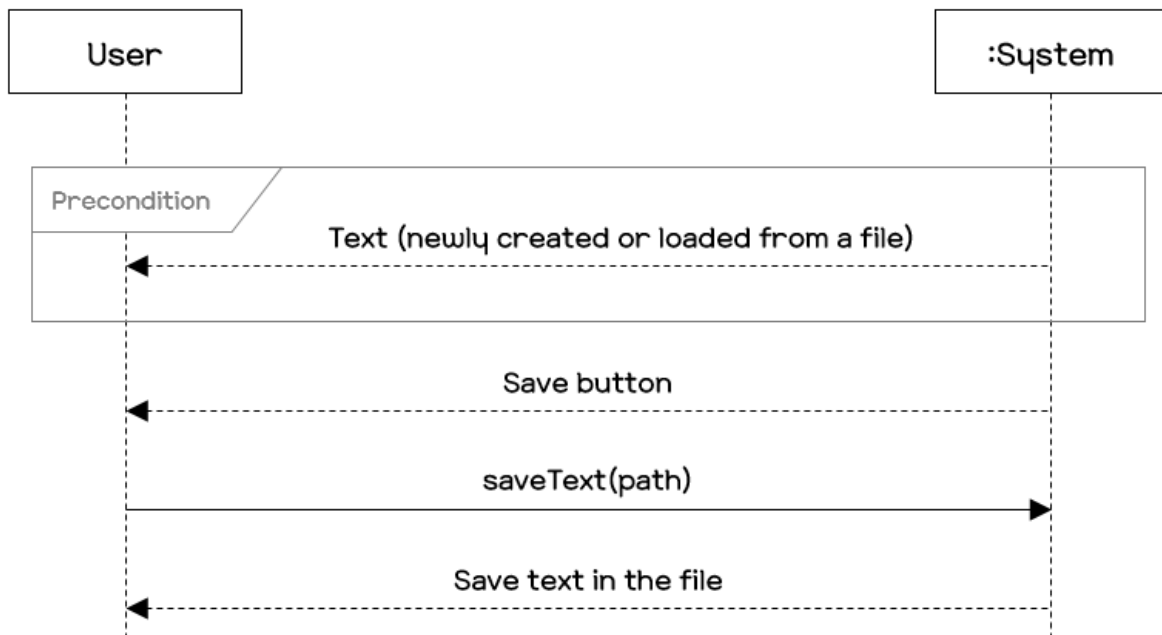 User
:System
Precondition
Text (newly created or loaded from a file)
Save button
saveText(path)
Save text in the file